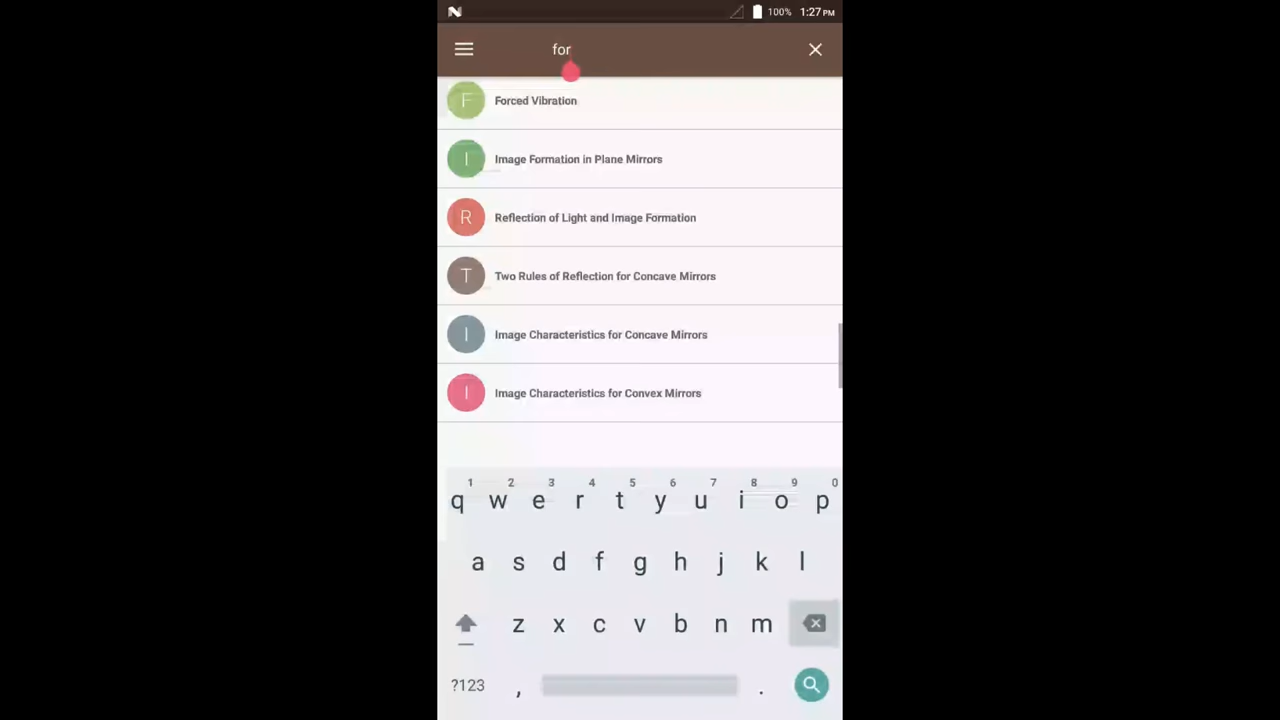 100% 1:27 PM
for
F Forced Vibration
I Image Formation in Plane Mirrors
R Reflection of Light and Image Formation
T Two Rules of Reflection for Concave Mirrors
I Image Characteristics for Concave Mirrors
I Image Characteristics for Convex Mirrors
1 2 3 4 5 6 7 8 9 0
q w e r t y u i o p
a s d f g h j k l
z x c v b n m
?123 , .